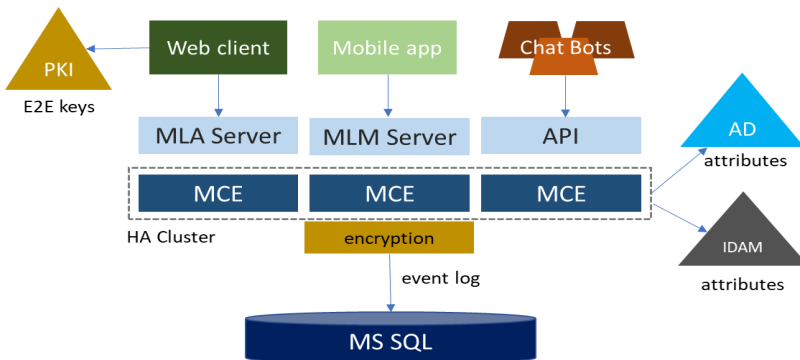 PKI
E2E keys
Web client
Mobile app
Chat Bots
MLA Server
MLM Server
API
AD
attributes
MCE
MCE
MCE
HA Cluster
encryption
IDAM
attributes
event log
MS SQL